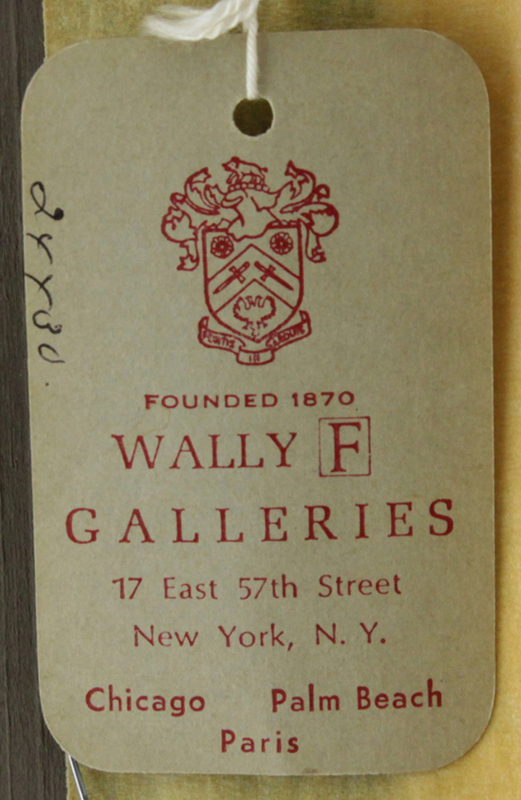 FOUNDED 1870
WALLY F
GALLERIES
17 East 57th Street
New York, N. Y.
Chicago Palm Beach
Paris